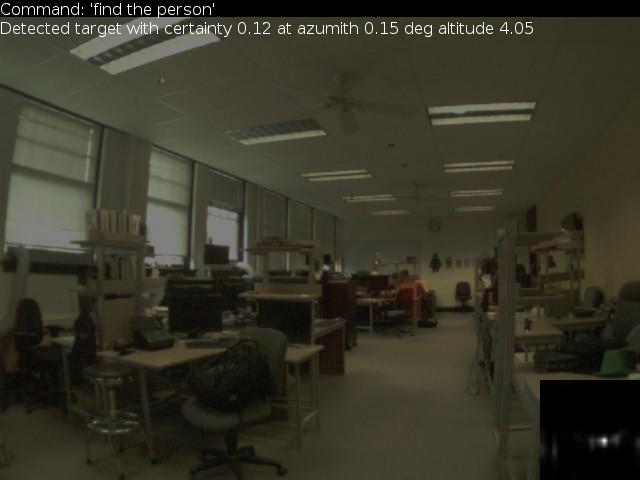 Command: 'find the person'
Detected target with certainty 0.12 at azumith 0.15 deg altitude 4.05